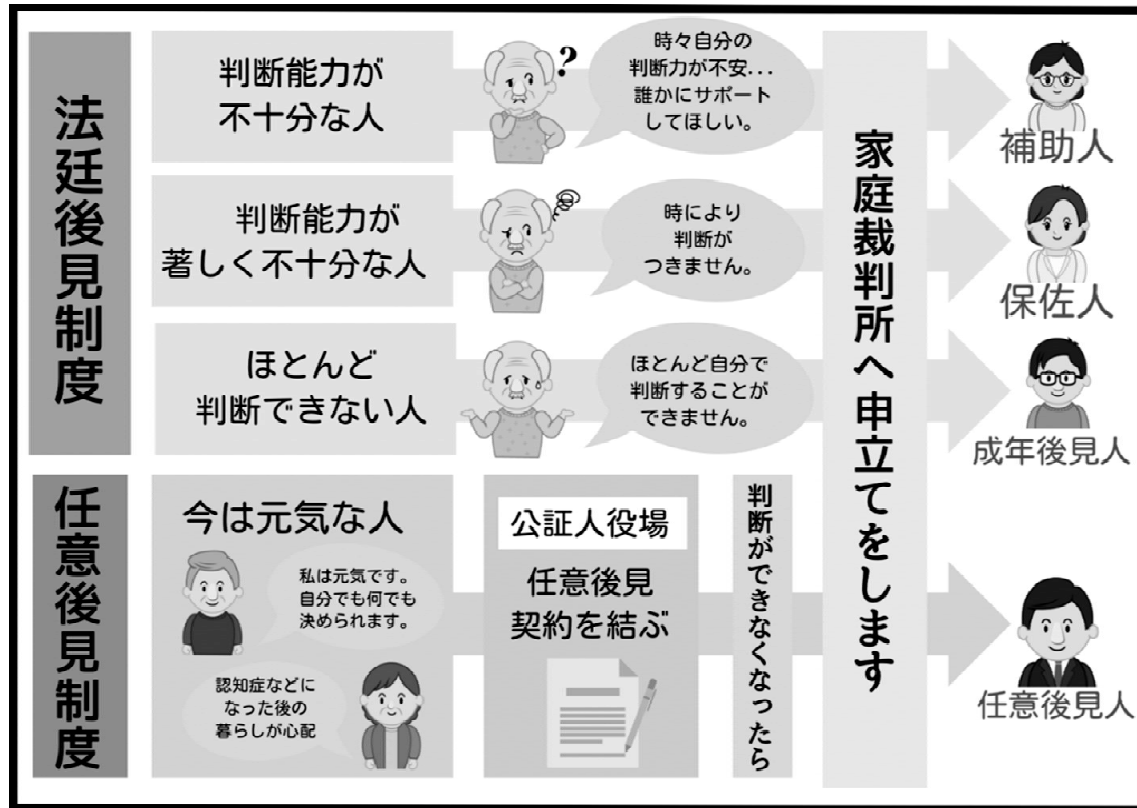 法廷後見制度
判断能力が
不十分な人
?
時々自分の
判断力が不安...
誰かにサポート
してほしい。
補助人
判断能力が
著しく不十分な人
時により
判断が
つきません。
保佐人
ほとんど
判断できない人
ほとんど自分で
判断することが
できません。
成年後見人
家庭裁判所へ申立てをします
任意後見制度
今は元気な人
私は元気です。
自分でも何でも
決められます。
認知症などに
なった後の
暮らしが心配
公証人役場
任意後見
契約を結ぶ
判断ができなくなったら
任意後見人